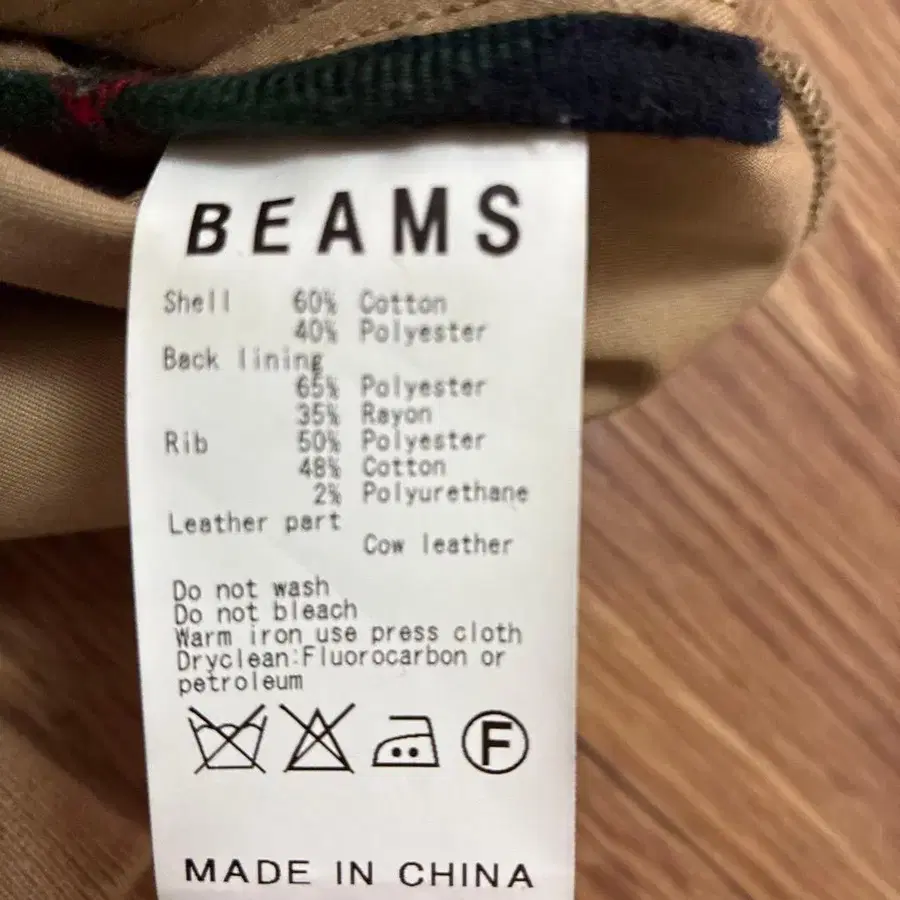 BEAMS
Shell 60% Cotton
40% Polyester
Back lining
65% Polyester
35% Rayon
Rib 50% Polyester
48% Cotton
2% Polyurethane
Leather part
Cow leather
Do not wash
Do not bleach
Warm iron use press cloth
Dryclean:Fluorocarbon or
petroleum
F
MADE IN CHINA